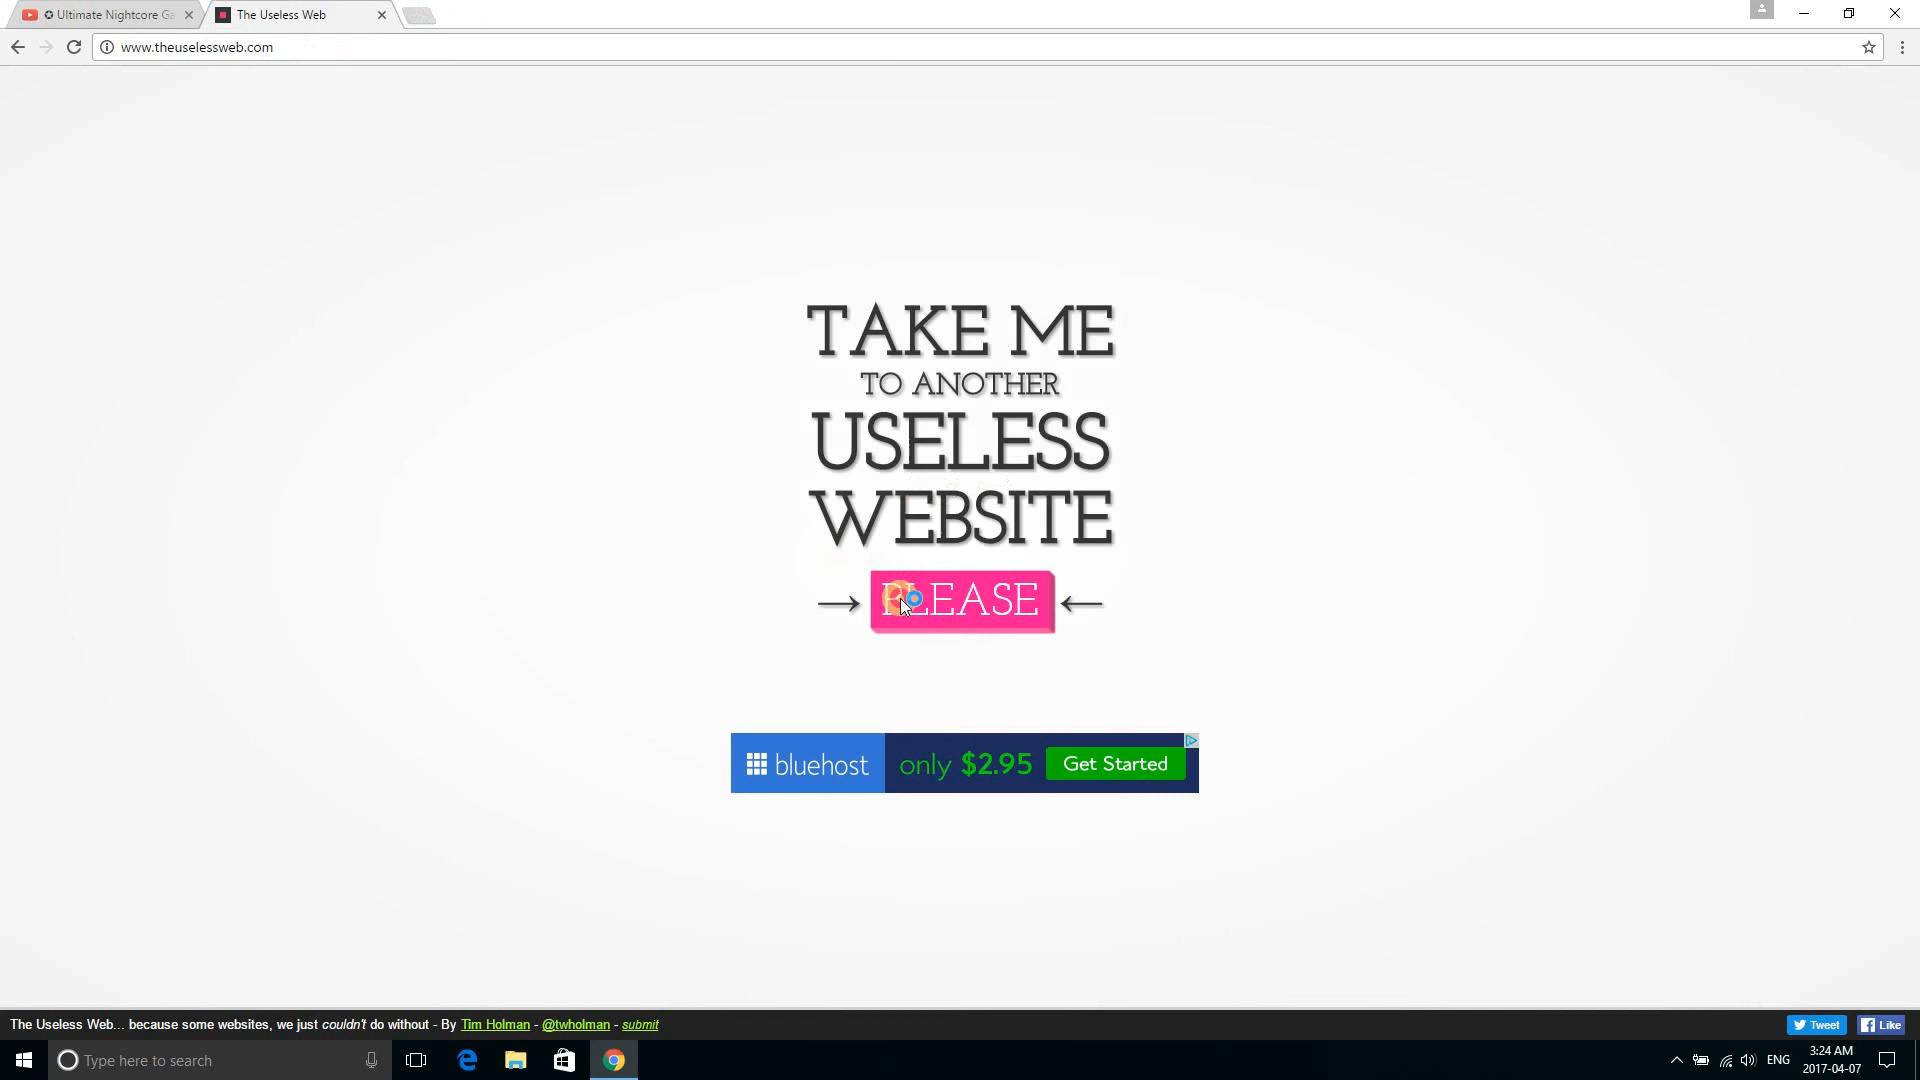 Ultimate Nightcore Ga
The Useless Web
www.theuselessweb.com
TAKE ME
TO ANOTHER
USELESS
WEBSITE
→ PLEASE ←
bluehost only $2.95 Get Started
The Useless Web... because some websites, we just couldn't do without - By Tim Holman - @twholman - submit
Tweet
Like
Type here to search
ENG
3:24 AM
2017-04-07